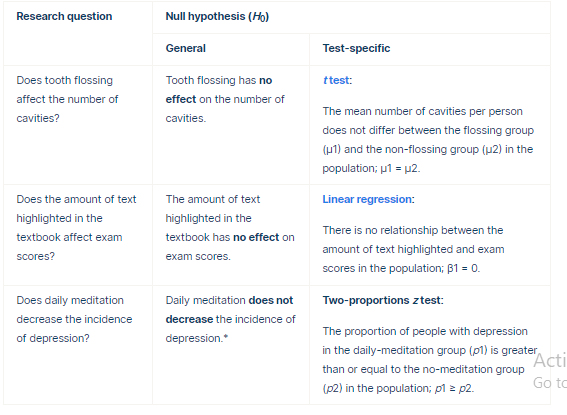 Research question
Null hypothesis (H₀)
General
Test-specific
Does tooth flossing
affect the number of
cavities?
Tooth flossing has no
effect on the number of
cavities.
t test:
The mean number of cavities per person
does not differ between the flossing group
(µ1) and the non-flossing group (µ2) in the
population; µ1 = µ2.
Does the amount of text
highlighted in the
textbook affect exam
scores?
The amount of text
highlighted in the
textbook has no effect on
exam scores.
Linear regression:
There is no relationship between the
amount of text highlighted and exam
scores in the population; β1 = 0.
Does daily meditation
decrease the incidence
of depression?
Daily meditation does not
decrease the incidence of
depression.*
Two-proportions z test:
The proportion of people with depression
in the daily-meditation group (p1) is greater
than or equal to the no-meditation group
(p2) in the population; p1 ≥ p2.
Acti
Go to